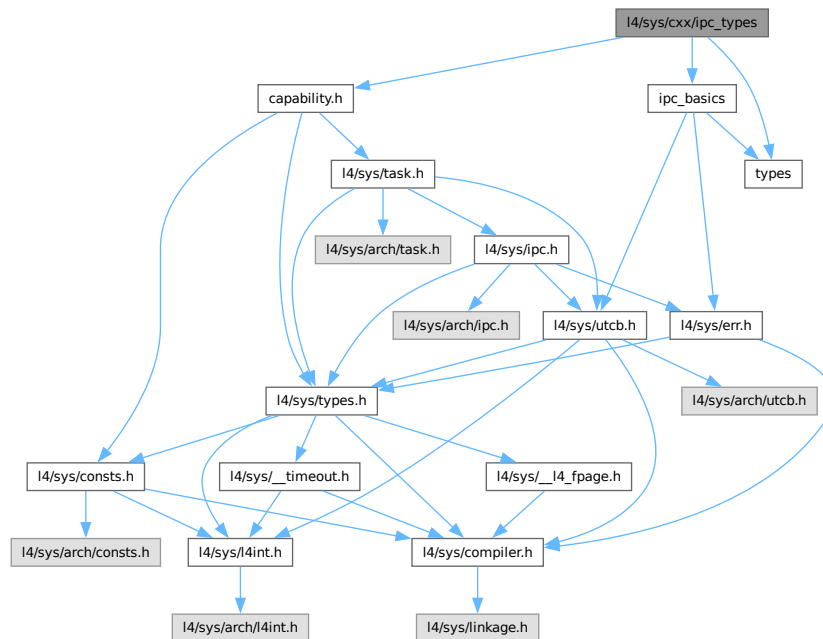 l4/sys/cxx/ipc_types
capability.h
ipc_basics
l4/sys/task.h
types
l4/sys/arch/task.h
l4/sys/ipc.h
l4/sys/arch/ipc.h
l4/sys/utcb.h
l4/sys/err.h
l4/sys/types.h
l4/sys/arch/utcb.h
l4/sys/consts.h
l4/sys/__timeout.h
l4/sys/__l4_fpage.h
l4/sys/arch/consts.h
l4/sys/l4int.h
l4/sys/compiler.h
l4/sys/arch/l4int.h
l4/sys/linkage.h